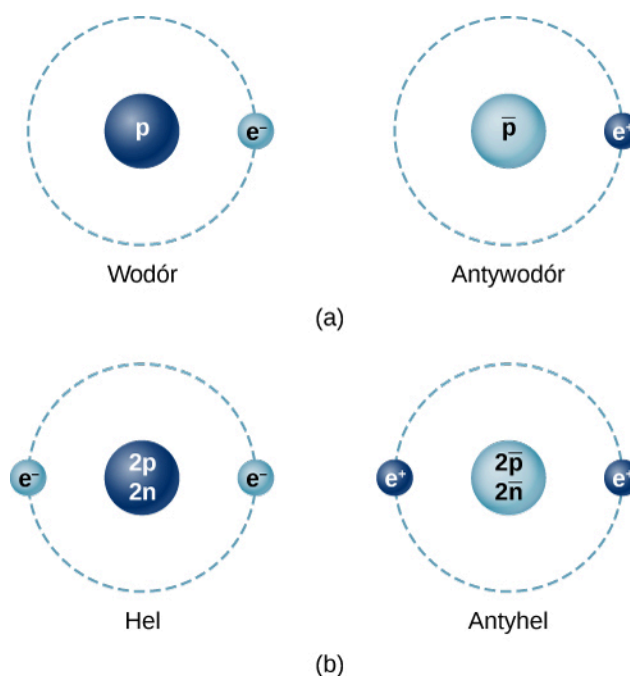 p e⁻ p̅ e⁺
Wodór Antywodór
(a)
e⁻ 2p e⁻ e⁺ 2p̅ e⁺
2n 2n̅
Hel Antyhel
(b)